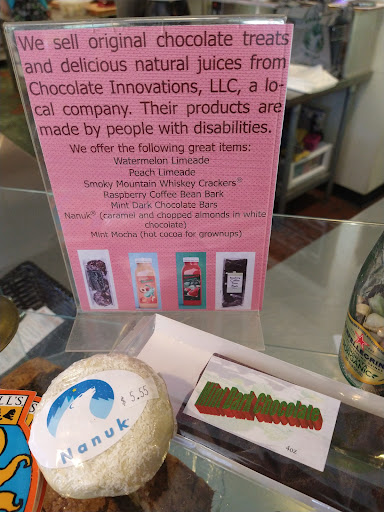 We sell original chocolate treats
and delicious natural juices from
Chocolate Innovations, LLC, a lo-
cal company. Their products are
made by people with disabilities.
We offer the following great items:
Watermelon Limeade
Peach Limeade
Smoky Mountain Whiskey Crackers®
Raspberry Coffee Bean Bark
Mint Dark Chocolate Bars
Nanuk® (caramel and chopped almonds in white
chocolate)
Mint Mocha (hot cocoa for grownups)
$ 5.55
Nanuk
Mint Dark Chocolate
4oz
LL'S